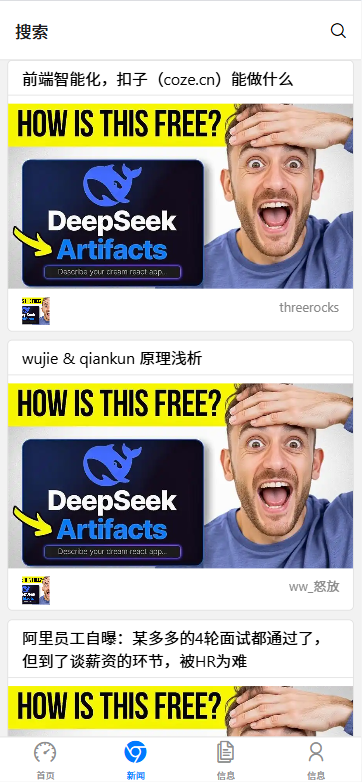 搜索
前端智能化，扣子（coze.cn）能做什么
HOW IS THIS FREE?
DeepSeek
Artifacts
Describe your dream react app...
threerocks
wujie & qiankun 原理浅析
HOW IS THIS FREE?
DeepSeek
Artifacts
Describe your dream react app...
ww_怒放
阿里员工自曝：某多多的4轮面试都通过了，
但到了谈薪资的环节，被HR为难
HOW IS THIS FREE?
首页
新闻
信息
信息